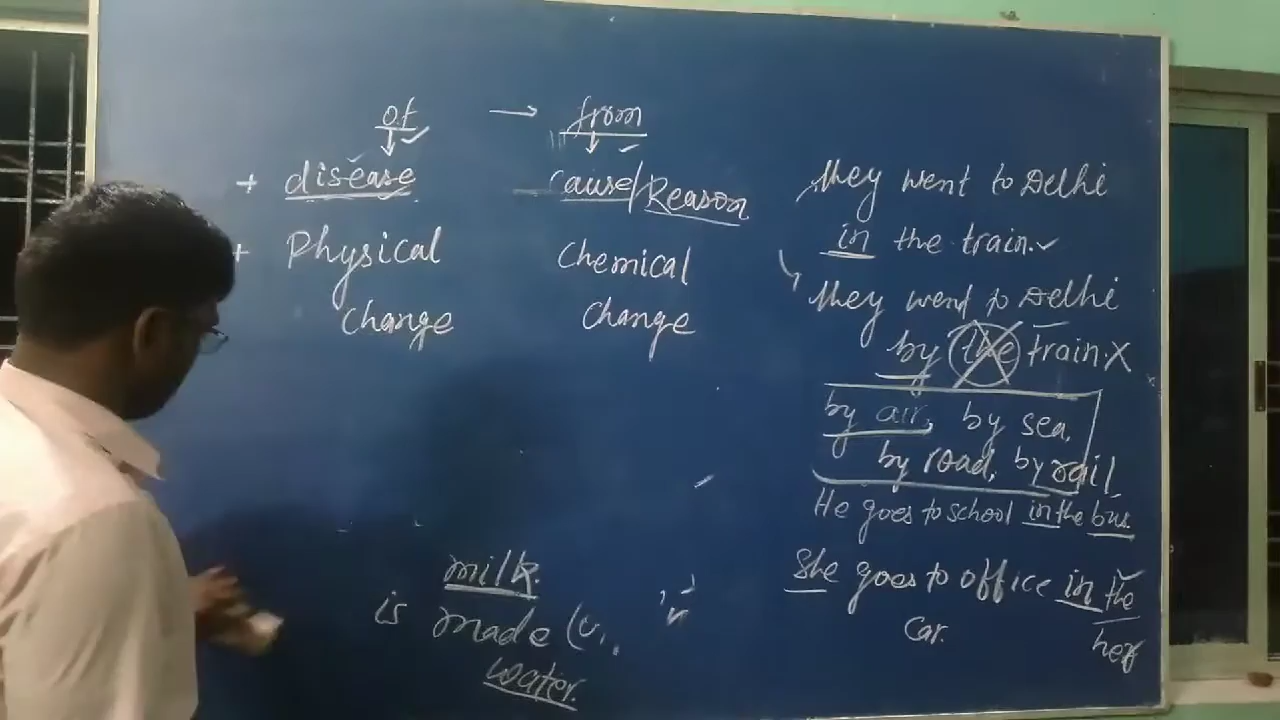 of → from
+ disease cause/Reason
+ Physical Chemical
change change
milk.
is made
water.
they went to Delhi
in the train.✓
they went to Delhi
by the train.X
by air, by sea,
by road, by rail,
He goes to school in the bus.
She goes to office in the
her
Car.